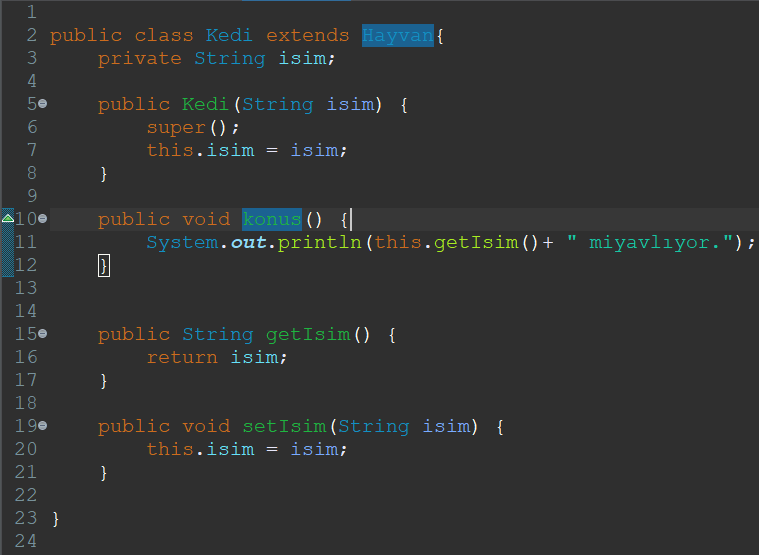 1
2 public class Kedi extends Hayvan{
3 private String isim;
4
5 public Kedi(String isim) {
6 super();
7 this.isim = isim;
8 }
9
10 public void konus() {
11 System.out.println(this.getIsim()+ " miyavlıyor.");
12 }
13
14
15 public String getIsim() {
16 return isim;
17 }
18
19 public void setIsim(String isim) {
20 this.isim = isim;
21 }
22
23 }
24